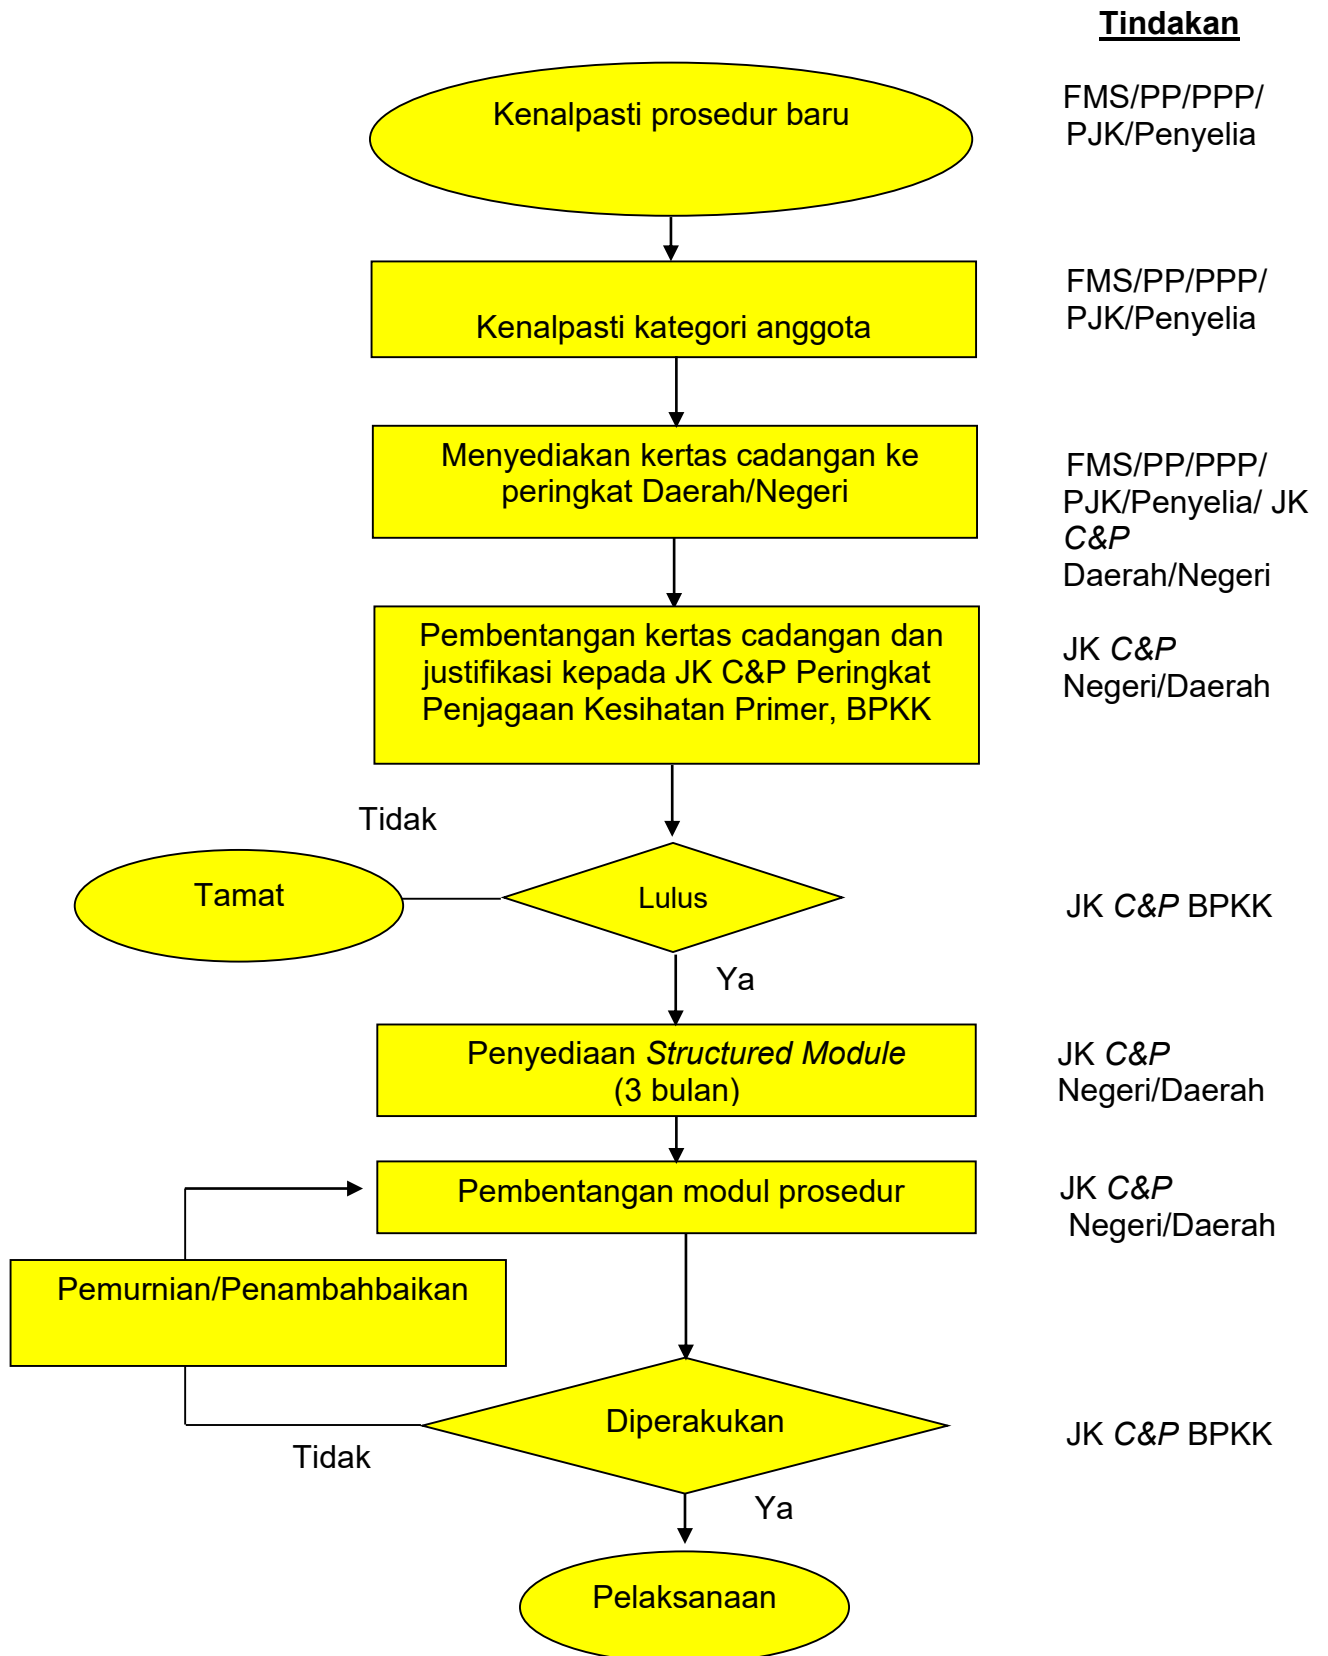 Tindakan
Kenalpasti prosedur baru
FMS/PP/PPP/
PJK/Penyelia
Kenalpasti kategori anggota
FMS/PP/PPP/
PJK/Penyelia
Menyediakan kertas cadangan ke
peringkat Daerah/Negeri
FMS/PP/PPP/
PJK/Penyelia/ JK
C&P
Daerah/Negeri
Pembentangan kertas cadangan dan
justifikasi kepada JK C&P Peringkat
Penjagaan Kesihatan Primer, BPKK
JK C&P
Negeri/Daerah
Tidak
Tamat
Lulus
JK C&P BPKK
Ya
Penyediaan Structured Module
(3 bulan)
JK C&P
Negeri/Daerah
Pembentangan modul prosedur
JK C&P
Negeri/Daerah
Pemurnian/Penambahbaikan
Diperakukan
JK C&P BPKK
Tidak
Ya
Pelaksanaan